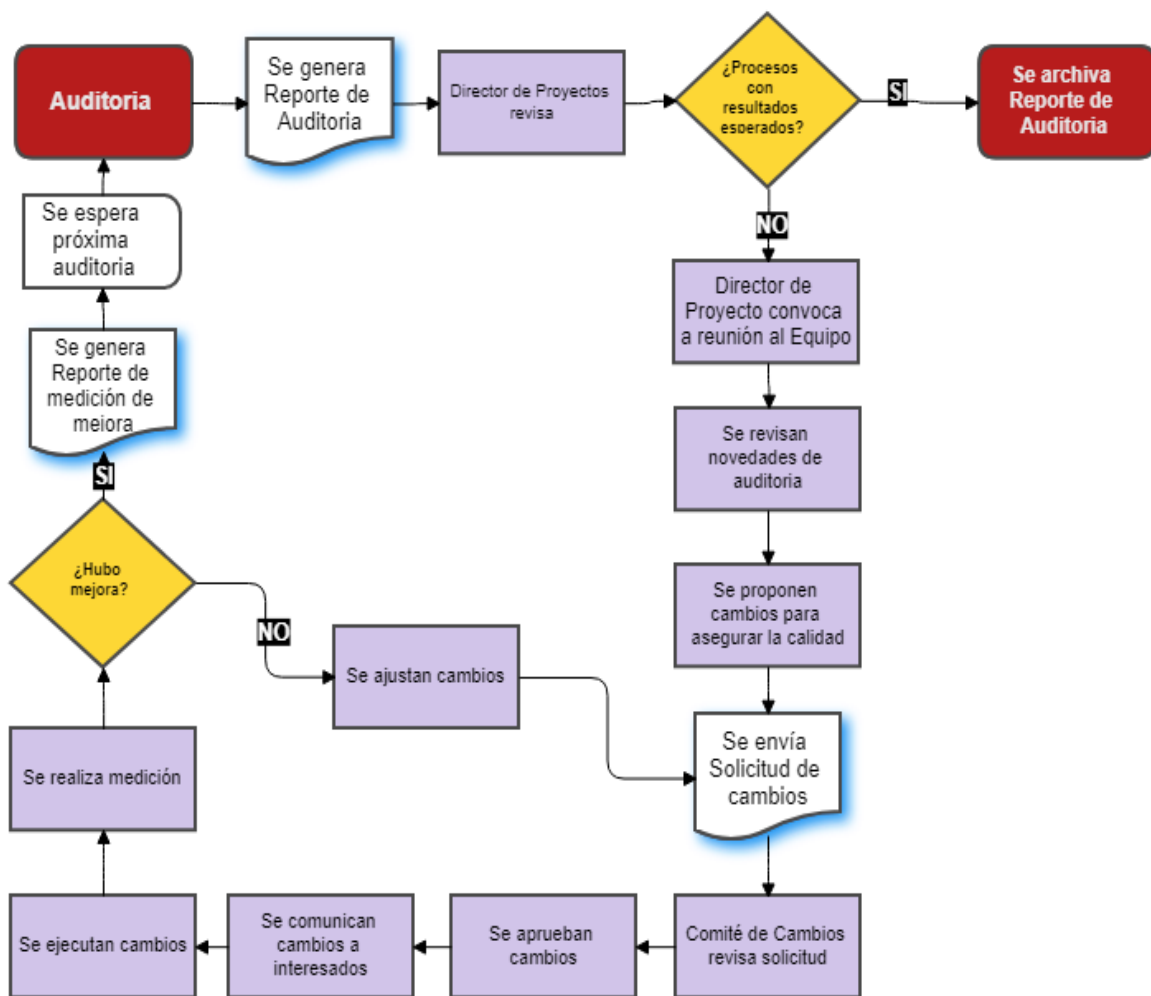 Auditoria
Se genera
Reporte de
Auditoria
Director de Proyectos
revisa
¿Procesos
con
resultados
esperados?
SI
Se archiva
Reporte de
Auditoria
Se espera
próxima
auditoria
NO
Director de
Proyecto convoca
a reunión al Equipo
Se genera
Reporte de
medición de
mejora
Se revisan
novedades de
auditoria
SI
¿Hubo
mejora?
Se proponen
cambios para
asegurar la calidad
NO
Se ajustan cambios
Se envía
Solicitud de
cambios
Se realiza medición
Se ejecutan cambios
Se comunican
cambios a
interesados
Se aprueban
cambios
Comité de Cambios
revisa solicitud